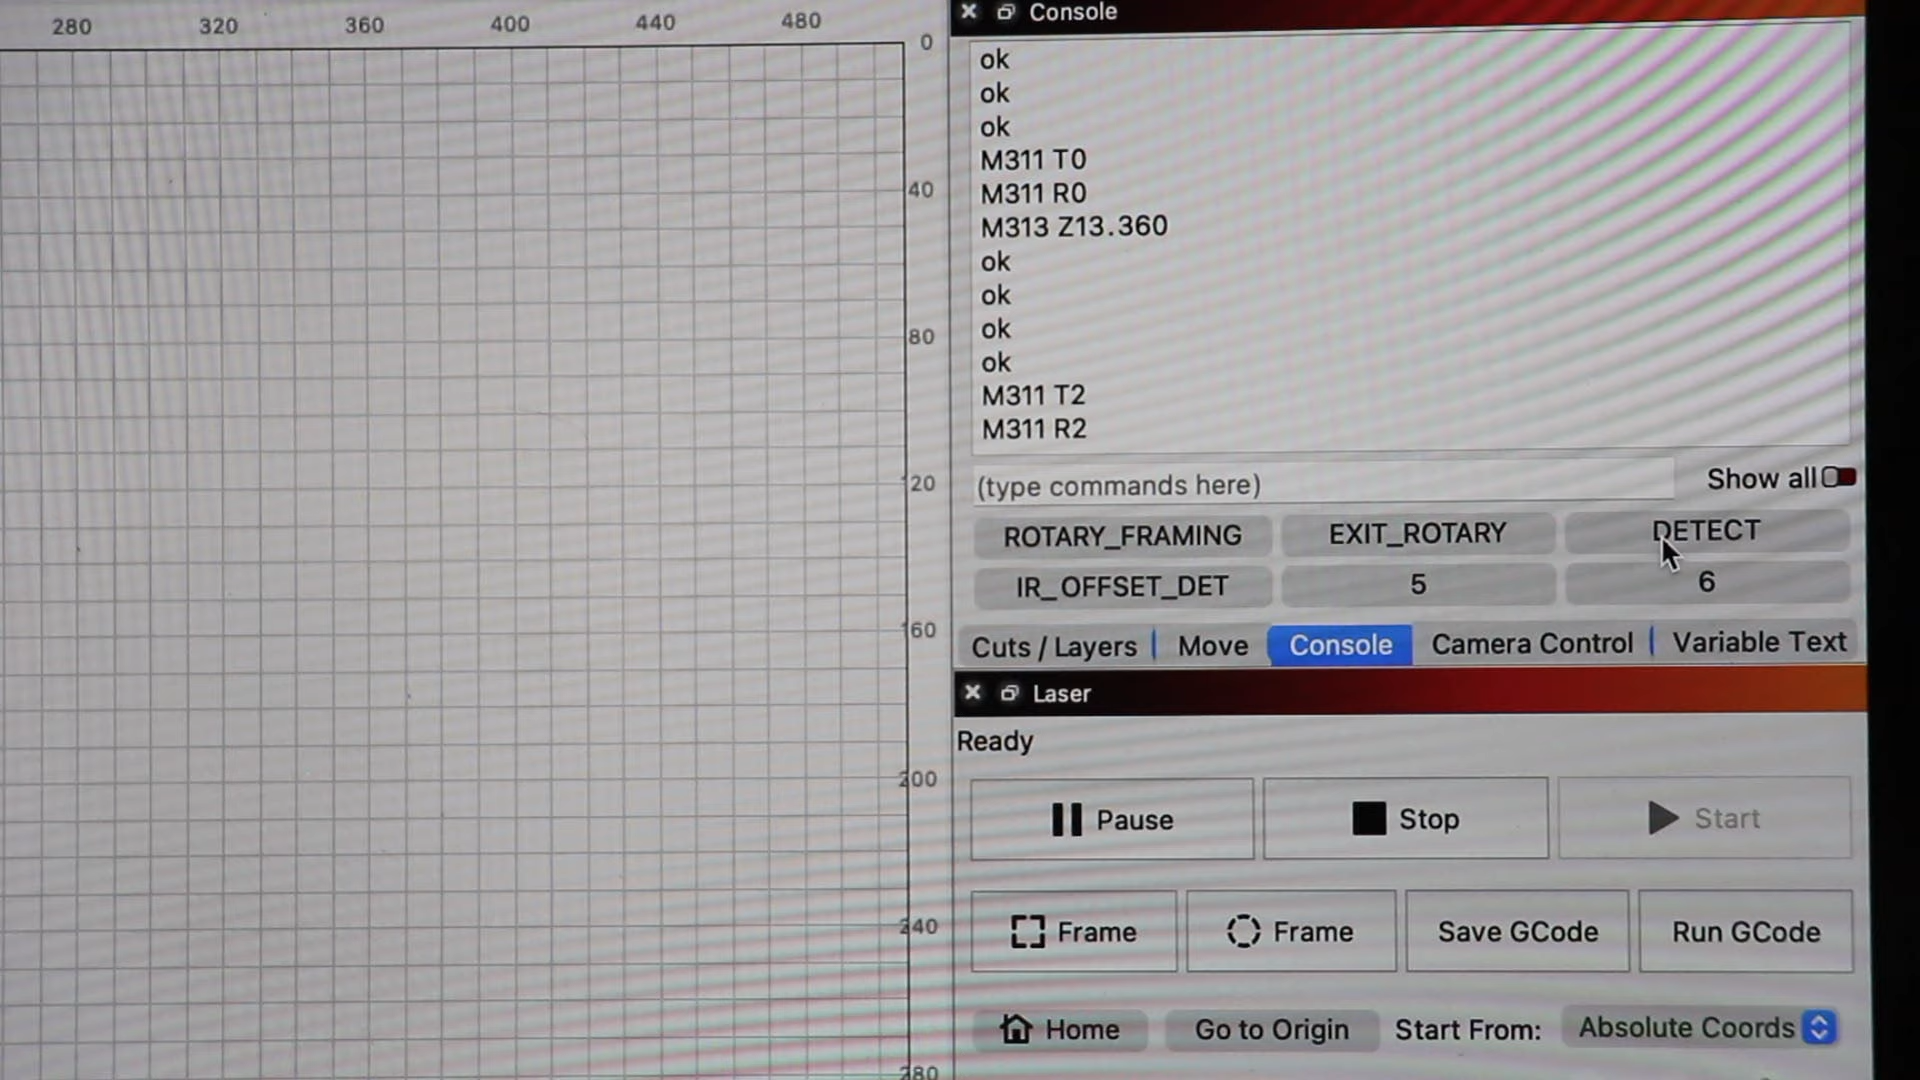 280 320 360 400 440 480
0
40
80
20
60
200
240
280
Console
ok
ok
ok
M311 T0
M311 R0
M313 Z13.360
ok
ok
ok
ok
M311 T2
M311 R2
(type commands here) Show all
ROTARY_FRAMING EXIT_ROTARY DETECT
IR_OFFSET_DET 5 6
Cuts / Layers Move Console Camera Control Variable Text
Laser
Ready
Pause Stop Start
Frame Frame Save GCode Run GCode
Home Go to Origin Start From: Absolute Coords